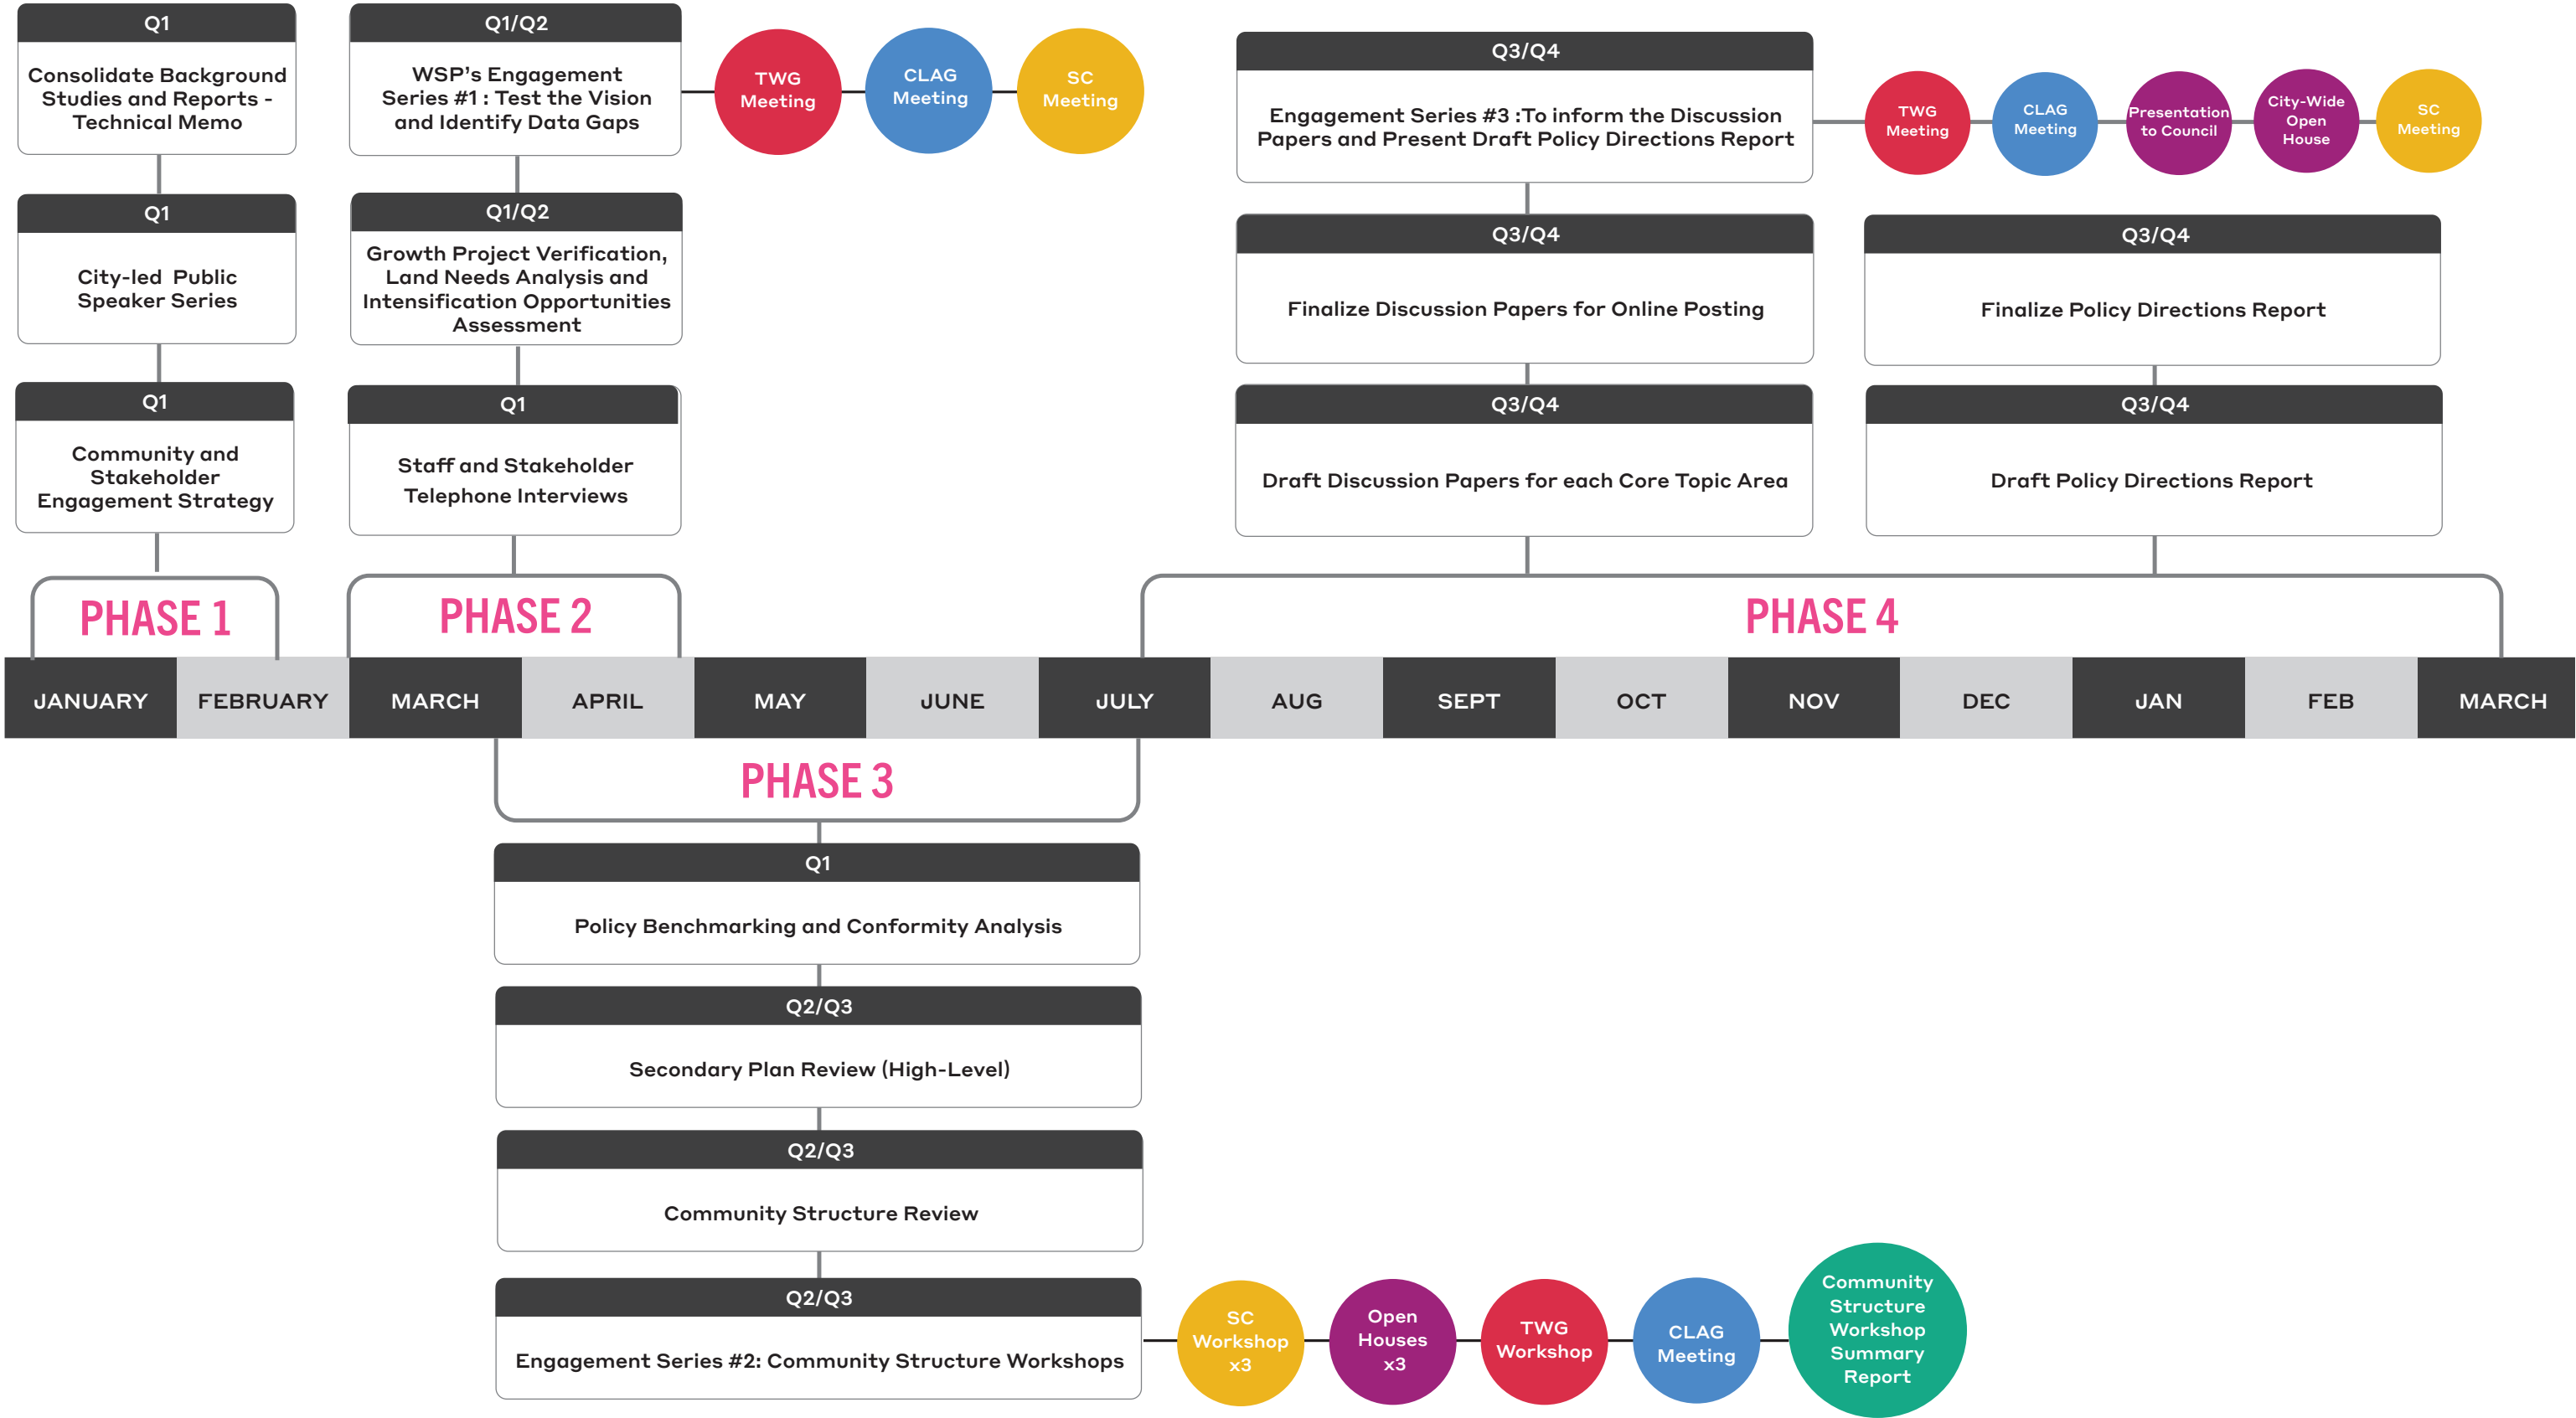 Q1
Consolidate Background
Studies and Reports -
Technical Memo
Q1
City-led Public
Speaker Series
Q1
Community and
Stakeholder
Engagement Strategy
Q1/Q2
WSP's Engagement
Series #1 : Test the Vision
and Identify Data Gaps
TWG
Meeting
CLAG
Meeting
SC
Meeting
Q1/Q2
Growth Project Verification,
Land Needs Analysis and
Intensification Opportunities
Assessment
Q1
Staff and Stakeholder
Telephone Interviews
Q3/Q4
Engagement Series #3 :To inform the Discussion
Papers and Present Draft Policy Directions Report
TWG
Meeting
CLAG
Meeting
Presentation
to Council
City-Wide
Open
House
SC
Meeting
Q3/Q4
Finalize Discussion Papers for Online Posting
Q3/Q4
Draft Discussion Papers for each Core Topic Area
Q3/Q4
Finalize Policy Directions Report
Q3/Q4
Draft Policy Directions Report
PHASE 1
PHASE 2
PHASE 4
JANUARY
FEBRUARY
MARCH
APRIL
MAY
JUNE
JULY
AUG
SEPT
OCT
NOV
DEC
JAN
FEB
MARCH
PHASE 3
Q1
Policy Benchmarking and Conformity Analysis
Q2/Q3
Secondary Plan Review (High-Level)
Q2/Q3
Community Structure Review
Q2/Q3
Engagement Series #2: Community Structure Workshops
SC
Workshop
x3
Open
Houses
x3
TWG
Workshop
CLAG
Meeting
Community
Structure
Workshop
Summary
Report